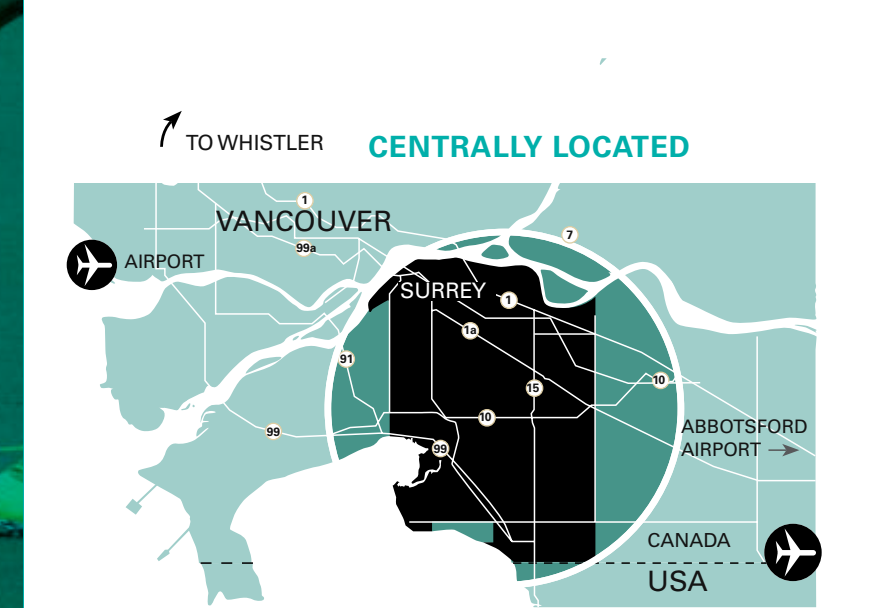 TO WHISTLER
CENTRALLY LOCATED
1
VANCOUVER
7
99a
AIRPORT
SURREY
1
1a
91
10
15
10
99
ABBOTSFORD
99
AIRPORT
CANADA
USA